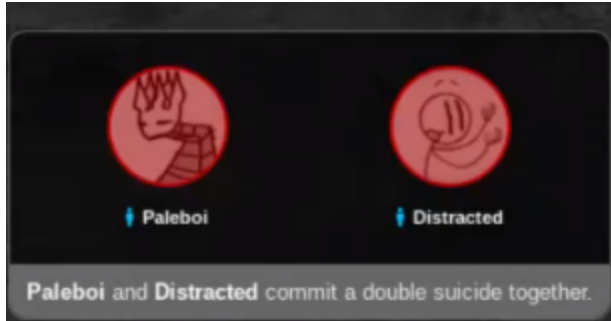 Paleboi
Distracted
Paleboi and Distracted commit a double suicide together.